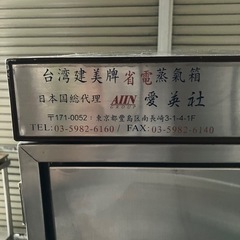 台湾建美牌省電蒸氣箱
日本国総代理 AIIN 愛美社
〒171-0052：東京都豊島区南長崎3-1-4-1F
TEL:03-5982-6160 / FAX:03-5982-6140